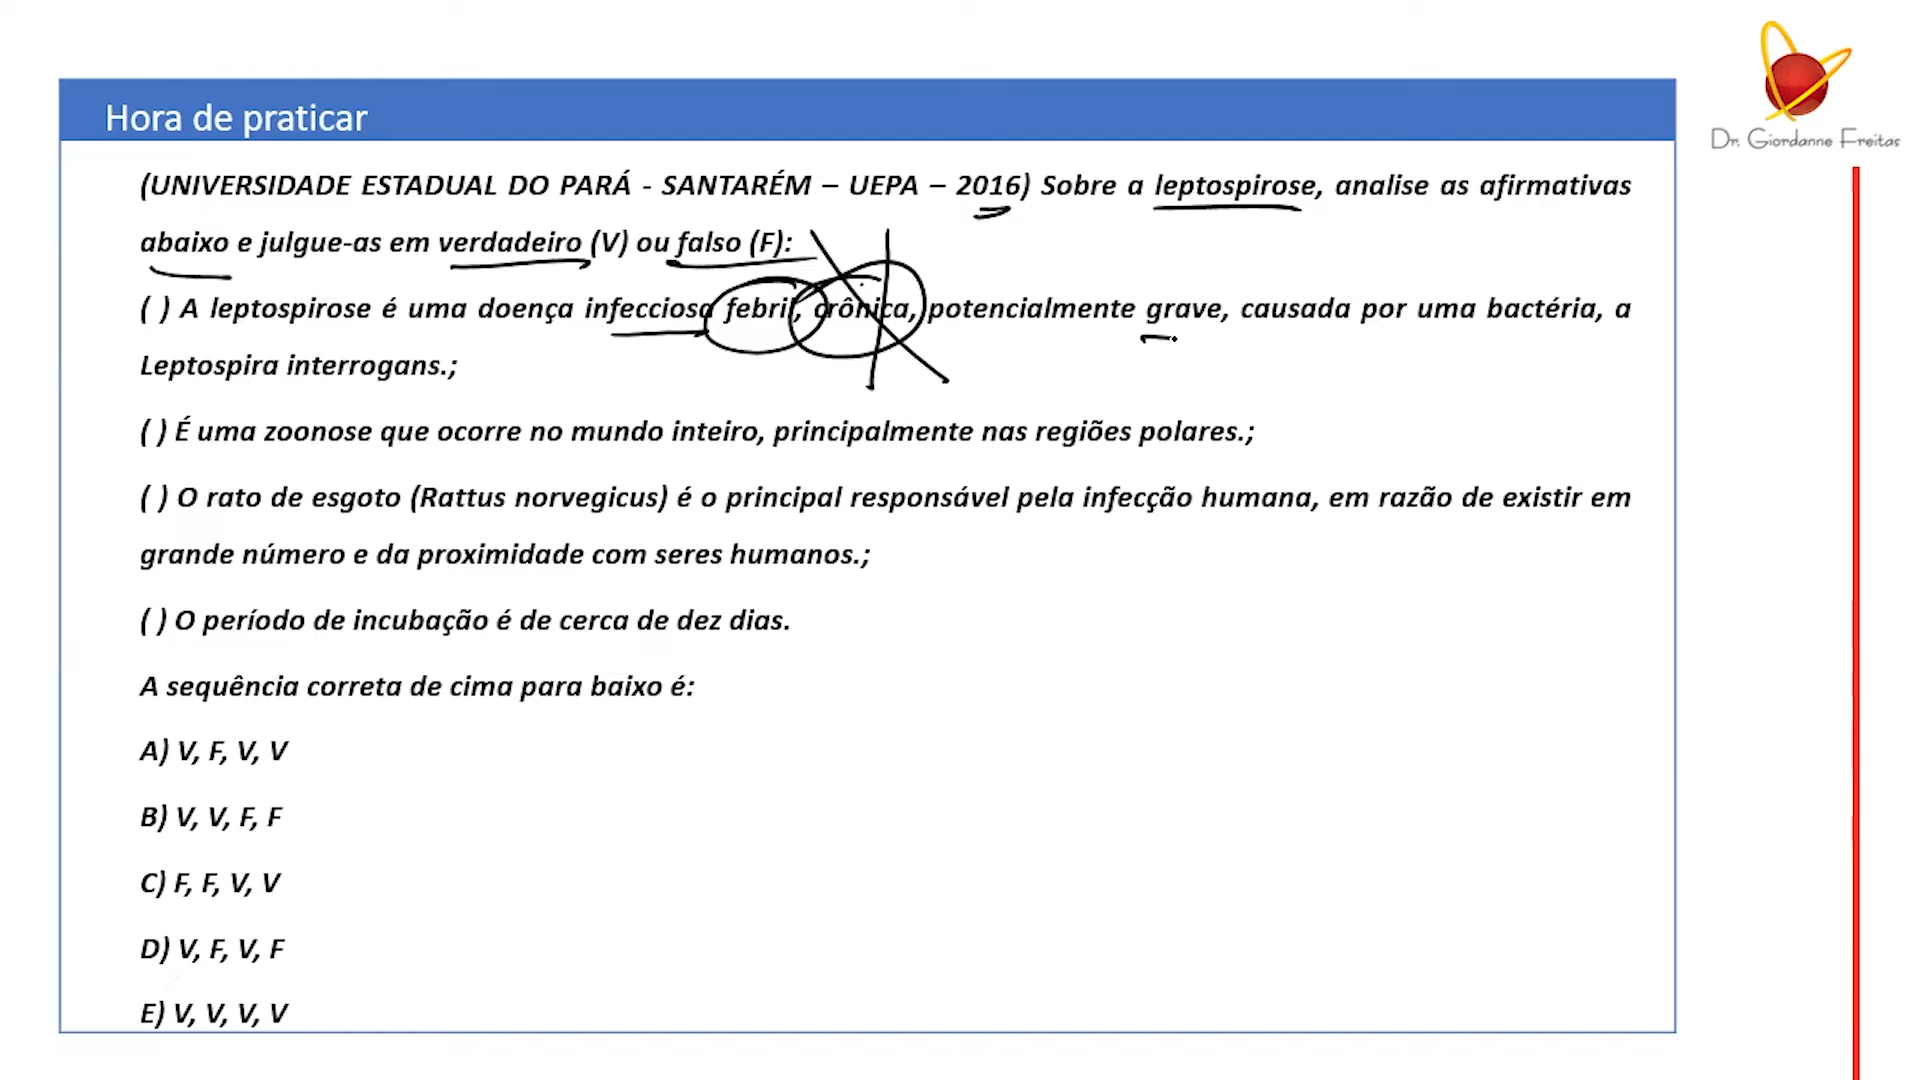 Hora de praticar
Dr. Giordanne Freitas
(UNIVERSIDADE ESTADUAL DO PARÁ - SANTARÉM – UEPA – 2016) Sobre a leptospirose, analise as afirmativas
abaixo e julgue-as em verdadeiro (V) ou falso (F):
( ) A leptospirose é uma doença infecciosa febril, crônica, potencialmente grave, causada por uma bactéria, a
Leptospira interrogans.;
( ) É uma zoonose que ocorre no mundo inteiro, principalmente nas regiões polares.;
( ) O rato de esgoto (Rattus norvegicus) é o principal responsável pela infecção humana, em razão de existir em
grande número e da proximidade com seres humanos.;
( ) O período de incubação é de cerca de dez dias.
A sequência correta de cima para baixo é:
A) V, F, V, V
B) V, V, F, F
C) F, F, V, V
D) V, F, V, F
E) V, V, V, V